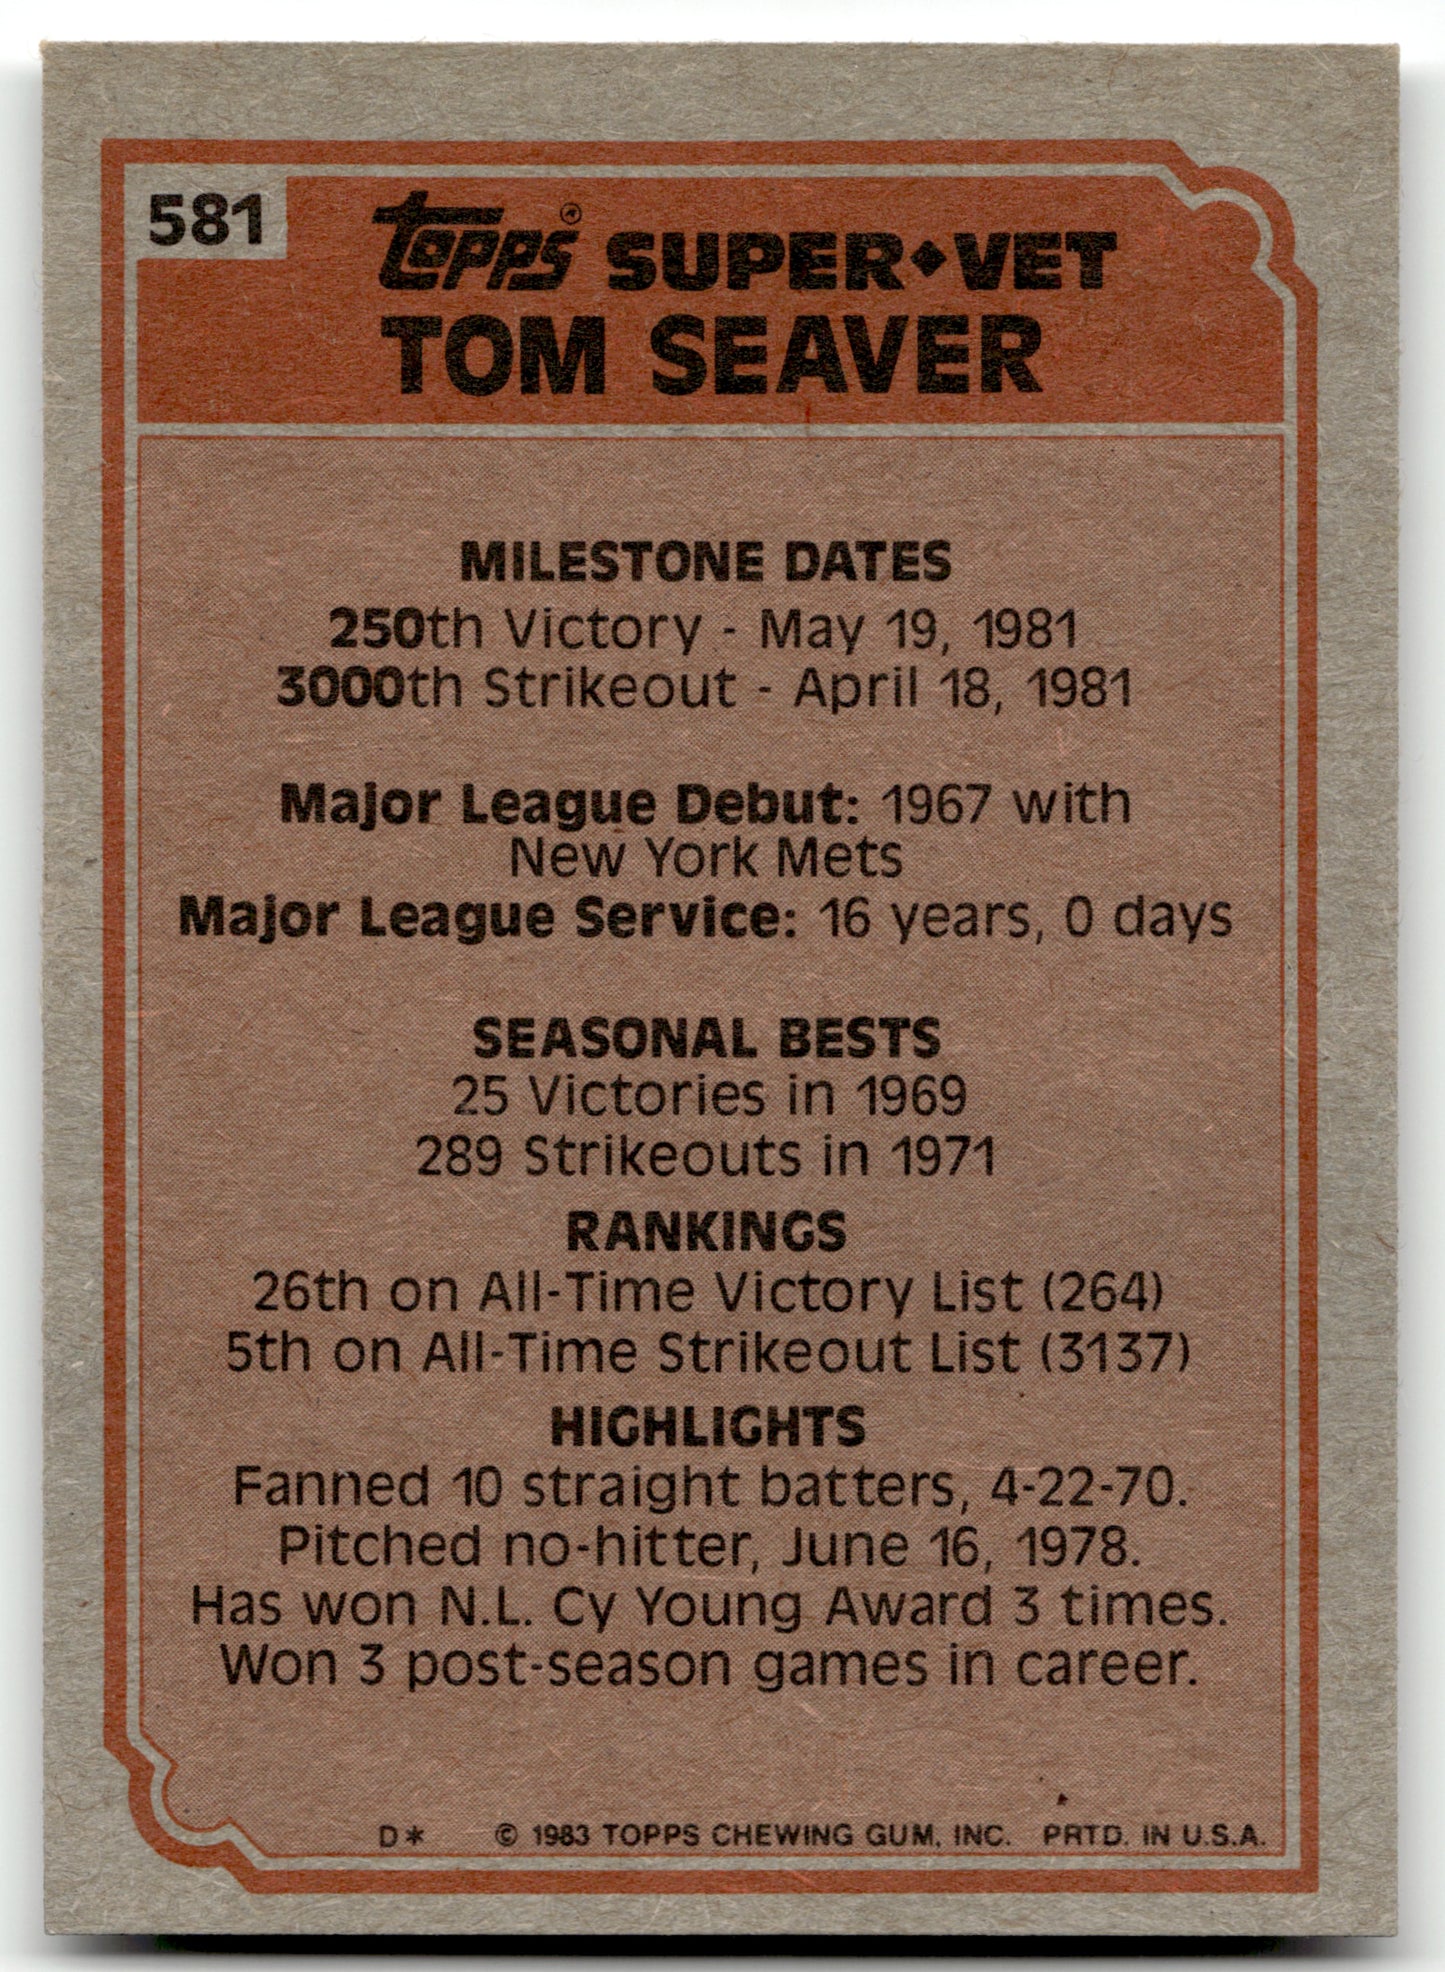 581
Topps® SUPER◆VET
TOM SEAVER
MILESTONE DATES
250th Victory - May 19, 1981
3000th Strikeout - April 18, 1981
Major League Debut: 1967 with
New York Mets
Major League Service: 16 years, 0 days
SEASONAL BESTS
25 Victories in 1969
289 Strikeouts in 1971
RANKINGS
26th on All-Time Victory List (264)
5th on All-Time Strikeout List (3137)
HIGHLIGHTS
Fanned 10 straight batters, 4-22-70.
Pitched no-hitter, June 16, 1978.
Has won N.L. Cy Young Award 3 times.
Won 3 post-season games in career.
D* © 1983 TOPPS CHEWING GUM, INC. PRTD. IN U.S.A.